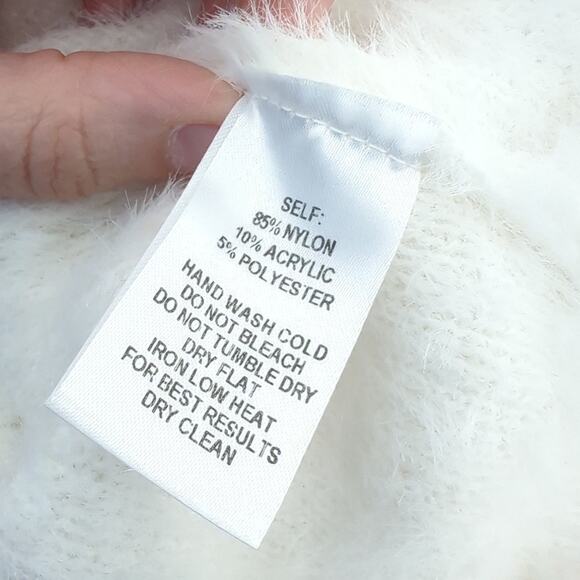 SELF:
85% NYLON
10% ACRYLIC
5% POLYESTER
HAND WASH COLD
DO NOT BLEACH
DO NOT TUMBLE DRY
DRY FLAT
IRON LOW HEAT
FOR BEST RESULTS
DRY CLEAN